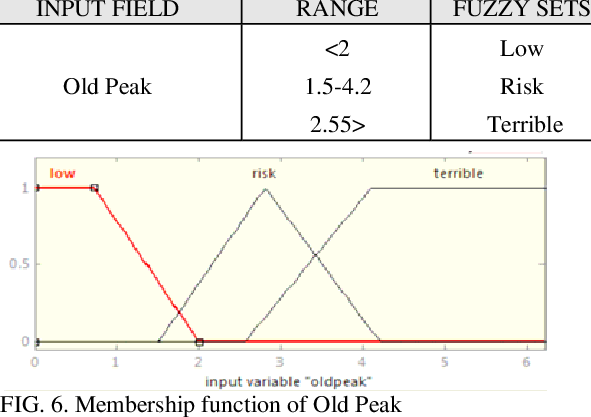 INPUT FIELD RANGE FUZZY SETS
<2 Low
Old Peak 1.5-4.2 Risk
2.55> Terrible
low risk terrible
1
0.5
0
0 1 2 3 4 5 6
input variable "oldpeak"
FIG. 6. Membership function of Old Peak